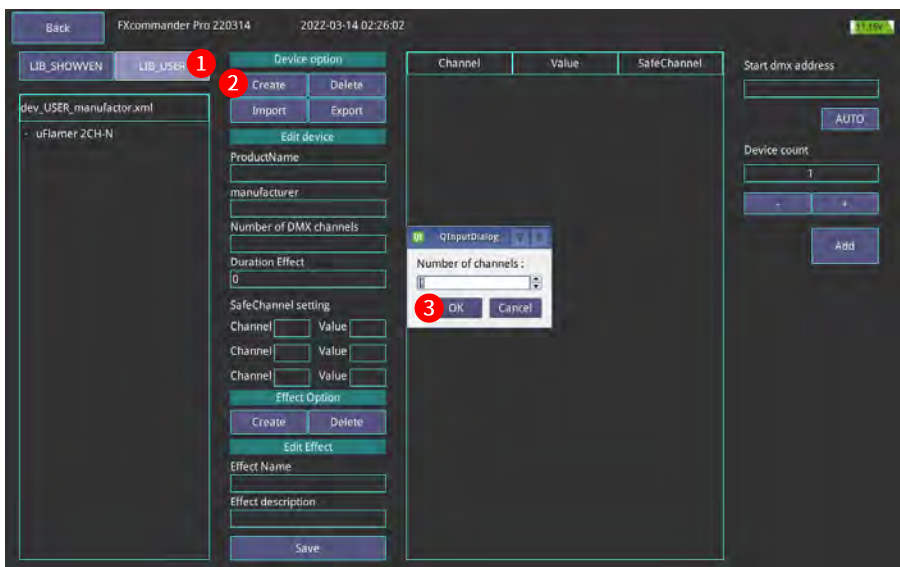 Back
FXcommander Pro 220314
2022-03-14 02:26:02
17.16V
LIB_SHOWVEN
LIB_USER
1
dev_USER_manufactor.xml
- uFlamer 2CH-N
Device option
2
Create
Delete
Import
Export
Edit device
ProductName
manufacturer
Number of DMX channels
Duration Effect
0
SafeChannel setting
Channel
Value
Channel
Value
Channel
Value
Effect Option
Create
Delete
Edit Effect
Effect Name
Effect description
Save
Channel
Value
SafeChannel
Qt
QInputDialog
Number of channels :
3
OK
Cancel
Start dmx address
AUTO
Device count
1
-
+
Add